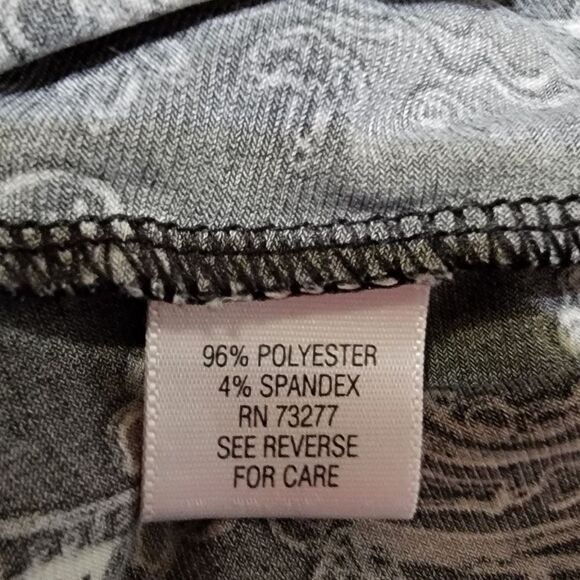 96% POLYESTER
4% SPANDEX
RN 73277
SEE REVERSE
FOR CARE